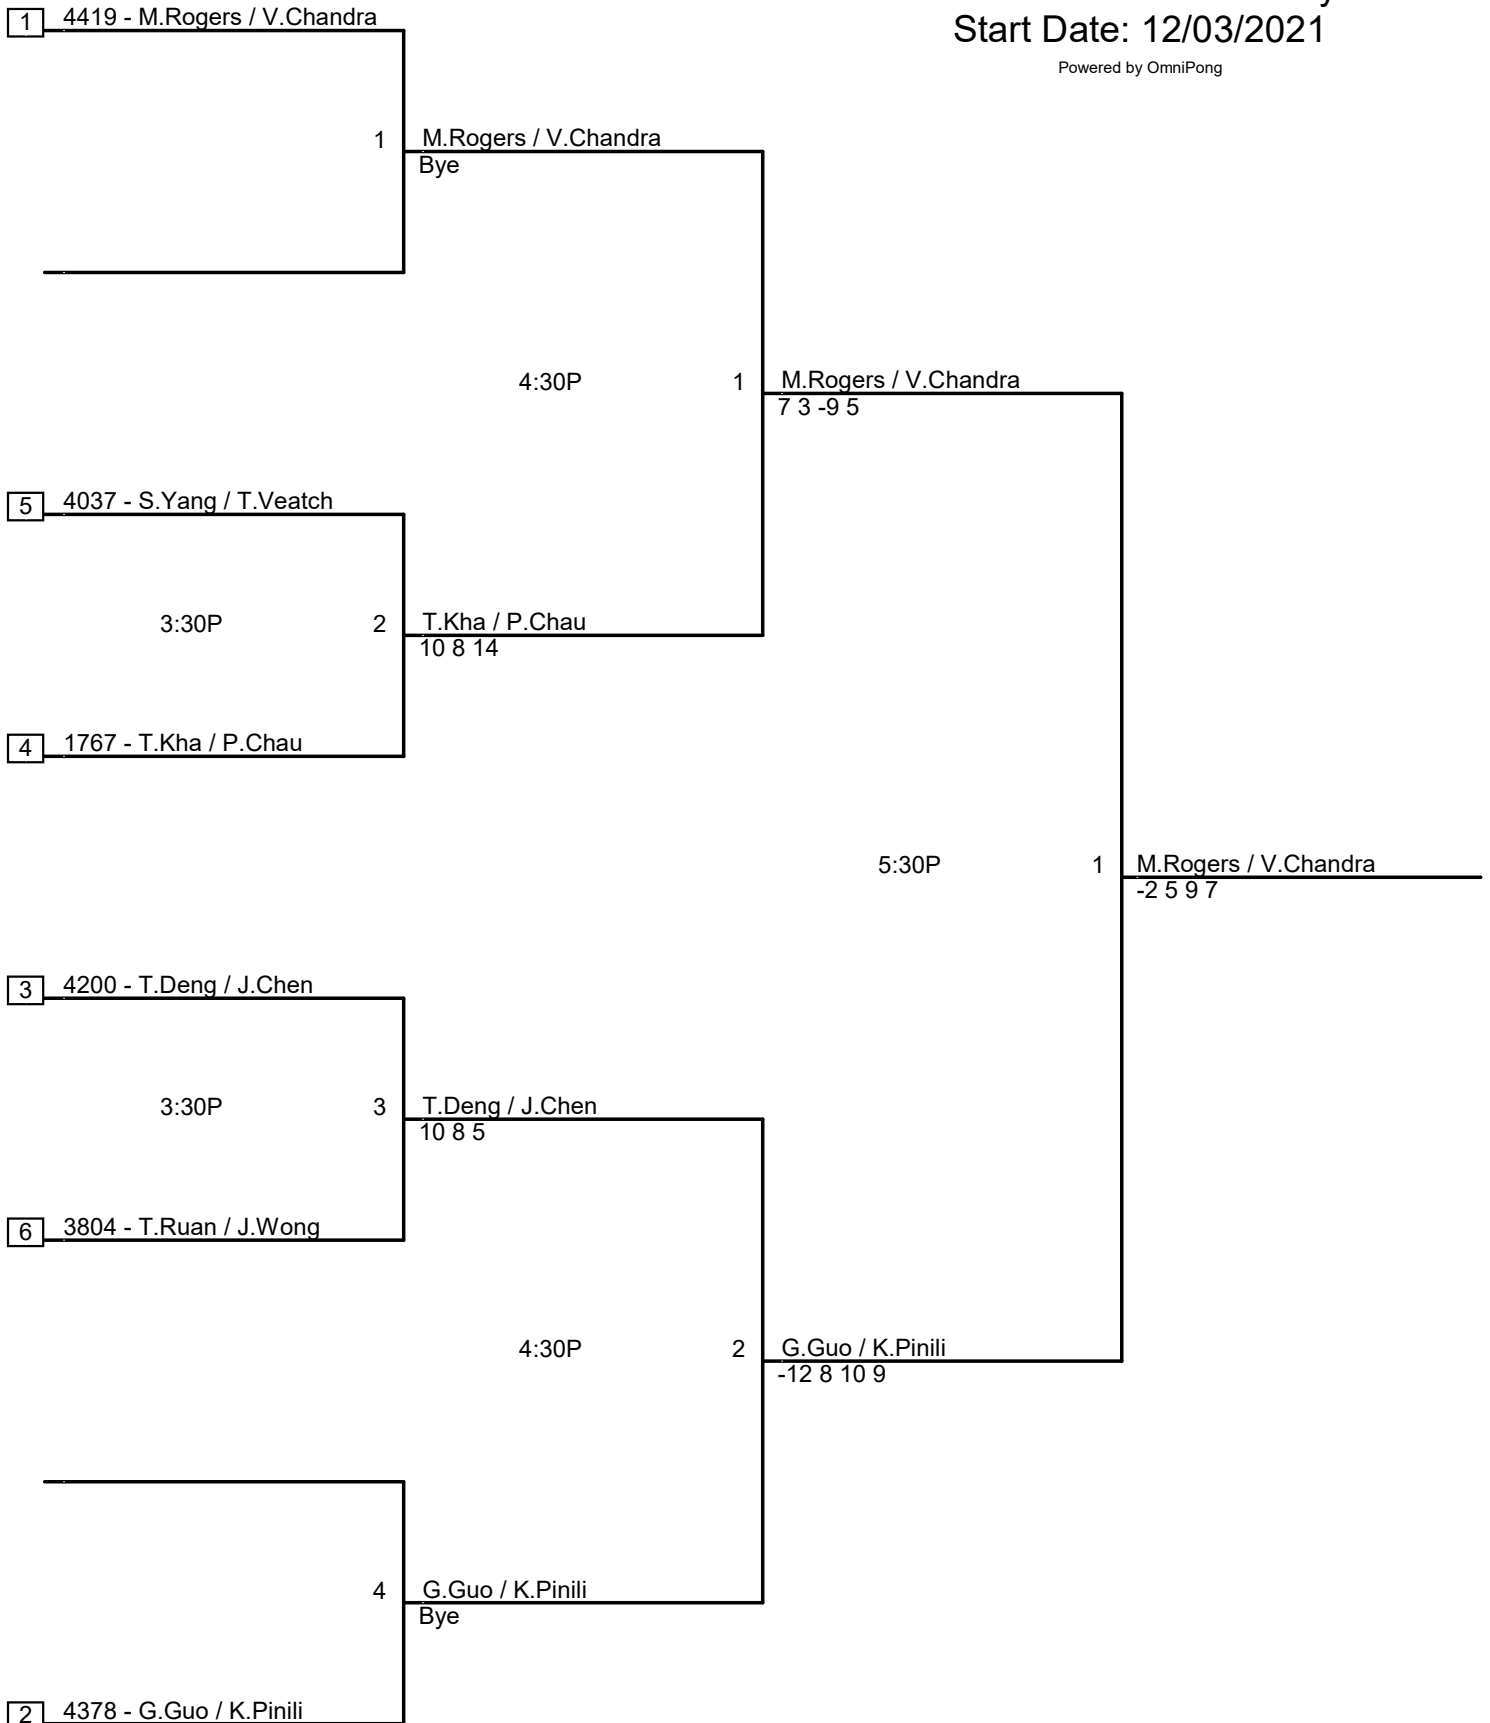 1 4419 - M.Rogers / V.Chandra
Start Date: 12/03/2021
Powered by OmniPong
1 M.Rogers / V.Chandra
Bye
4:30P 1 M.Rogers / V.Chandra
7 3 -9 5
5 4037 - S.Yang / T.Veatch
3:30P 2 T.Kha / P.Chau
10 8 14
4 1767 - T.Kha / P.Chau
5:30P 1 M.Rogers / V.Chandra
-2 5 9 7
3 4200 - T.Deng / J.Chen
3:30P 3 T.Deng / J.Chen
10 8 5
6 3804 - T.Ruan / J.Wong
4:30P 2 G.Guo / K.Pinili
-12 8 10 9
4 G.Guo / K.Pinili
Bye
2 4378 - G.Guo / K.Pinili